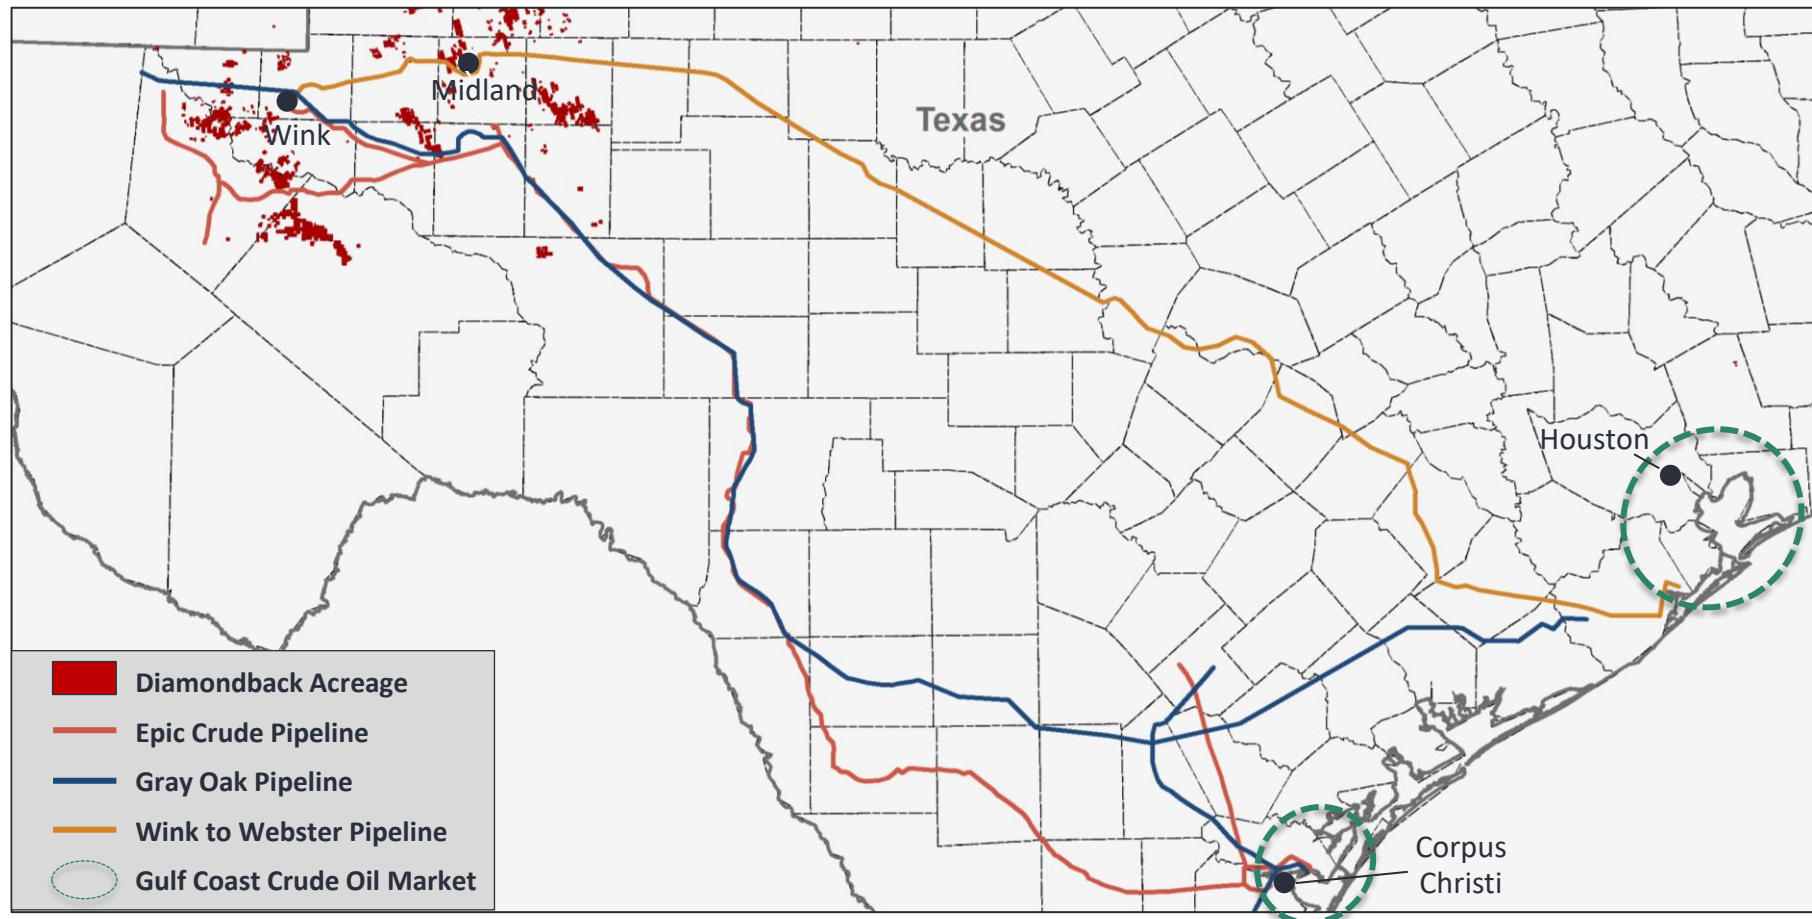 Midland
Wink
Texas
Houston
Corpus
Christi
Diamondback Acreage
Epic Crude Pipeline
Gray Oak Pipeline
Wink to Webster Pipeline
Gulf Coast Crude Oil Market